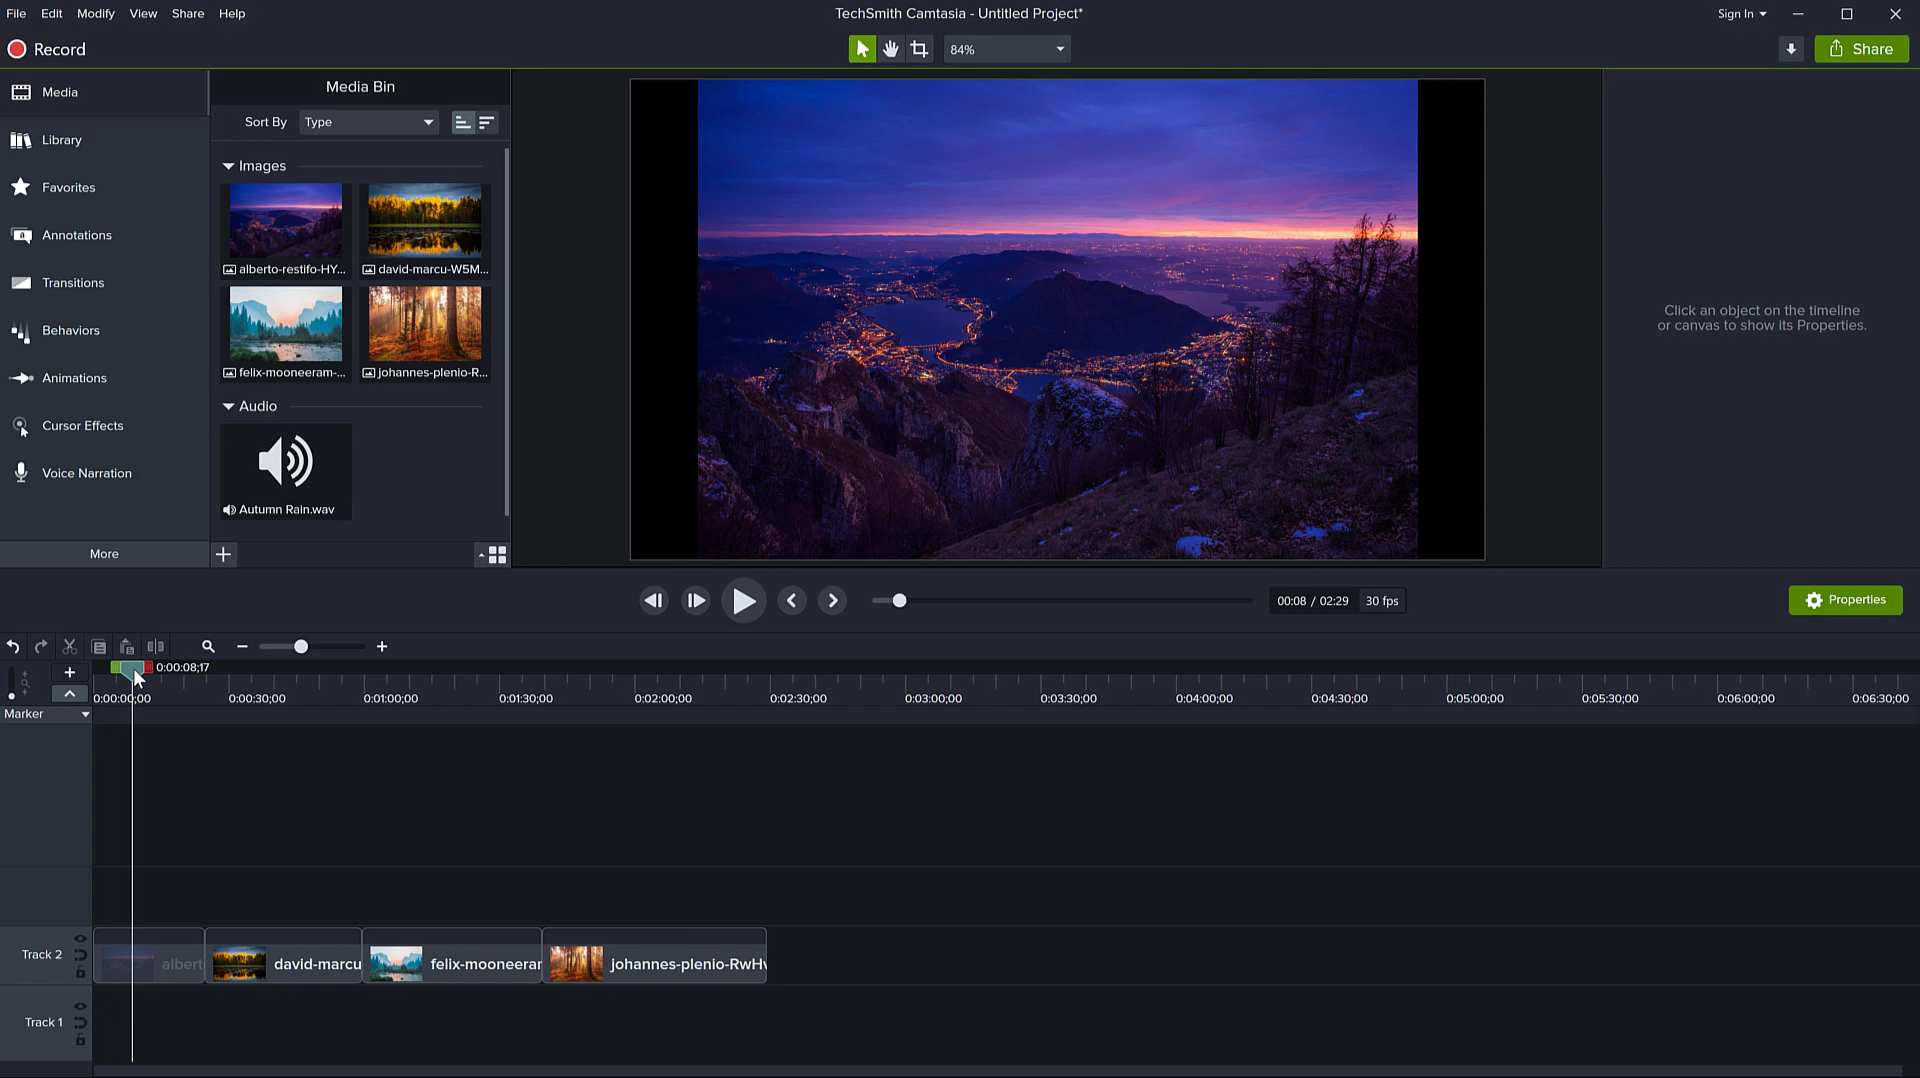 File Edit Modify View Share Help
TechSmith Camtasia - Untitled Project*
Sign In
Record
84%
Share
Media
Library
Favorites
Annotations
Transitions
Behaviors
Animations
Cursor Effects
Voice Narration
More
Media Bin
Sort By Type
Images
alberto-restifo-HY... david-marcu-W5M...
felix-mooneeram-... johannes-plenio-R...
Audio
Autumn Rain.wav
Click an object on the timeline
or canvas to show its Properties.
00:08 / 02:29 30 fps
Properties
0:00:08;17
0:00:00;00 0:00:30;00 0:01:00;00 0:01:30;00 0:02:00;00 0:02:30;00 0:03:00;00 0:03:30;00 0:04:00;00 0:04:30;00 0:05:00;00 0:05:30;00 0:06:00;00 0:06:30;00
Marker
Track 2 albert david-marcu felix-mooneerar johannes-plenio-RwHv
Track 1